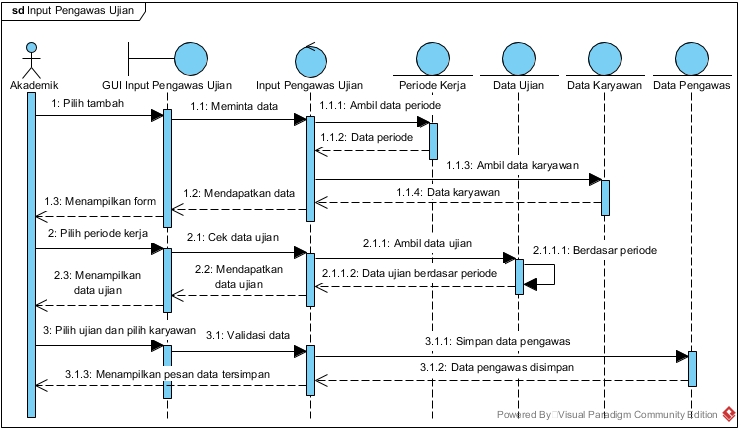 sd Input Pengawas Ujian
Akademik
GUI Input Pengawas Ujian
Input Pengawas Ujian
Periode Kerja
Data Ujian
Data Karyawan
Data Pengawas
1: Pilih tambah
1.1: Meminta data
1.1.1: Ambil data periode
1.1.2: Data periode
1.1.3: Ambil data karyawan
1.1.4: Data karyawan
1.2: Mendapatkan data
1.3: Menampilkan form
2: Pilih periode kerja
2.1: Cek data ujian
2.1.1: Ambil data ujian
2.1.1.1: Berdasar periode
2.1.1.2: Data ujian berdasar periode
2.2: Mendapatkan
data ujian
2.3: Menampilkan
data ujian
3: Pilih ujian dan pilih karyawan
3.1: Validasi data
3.1.1: Simpan data pengawas
3.1.2: Data pengawas disimpan
3.1.3: Menampilkan pesan data tersimpan
Powered By Visual Paradigm Community Edition